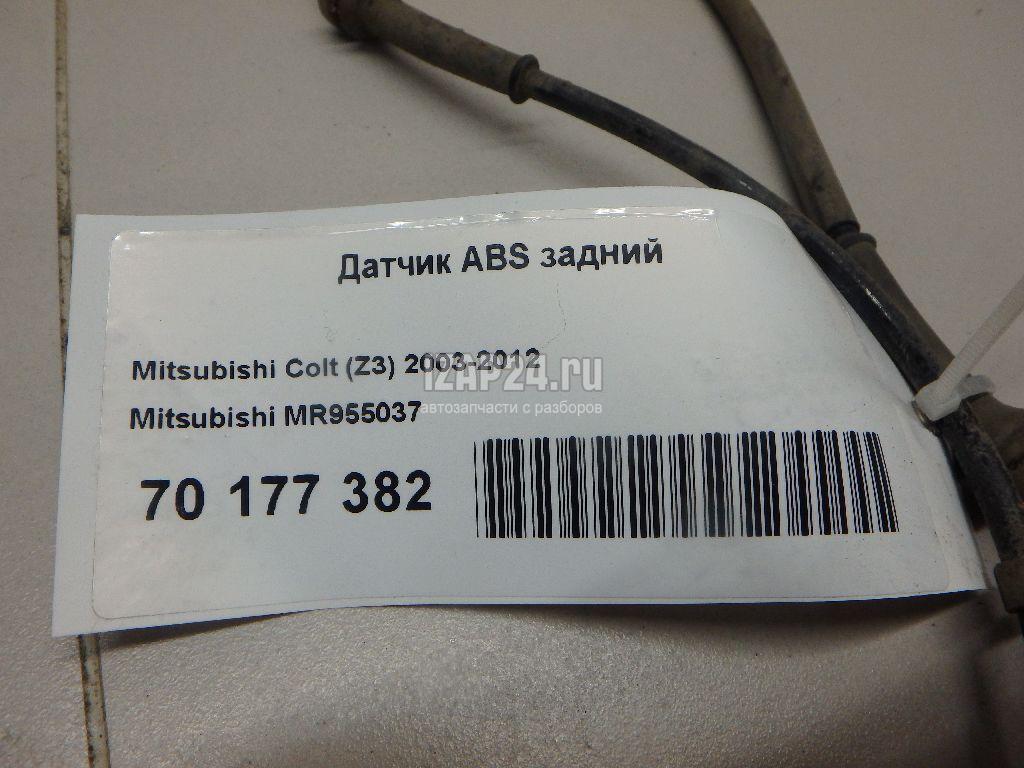 Датчик ABS задний
Mitsubishi Colt (Z3) 2003-2012
IZAP24.ru
автозапчасти с разборов
Mitsubishi MR955037
70 177 382